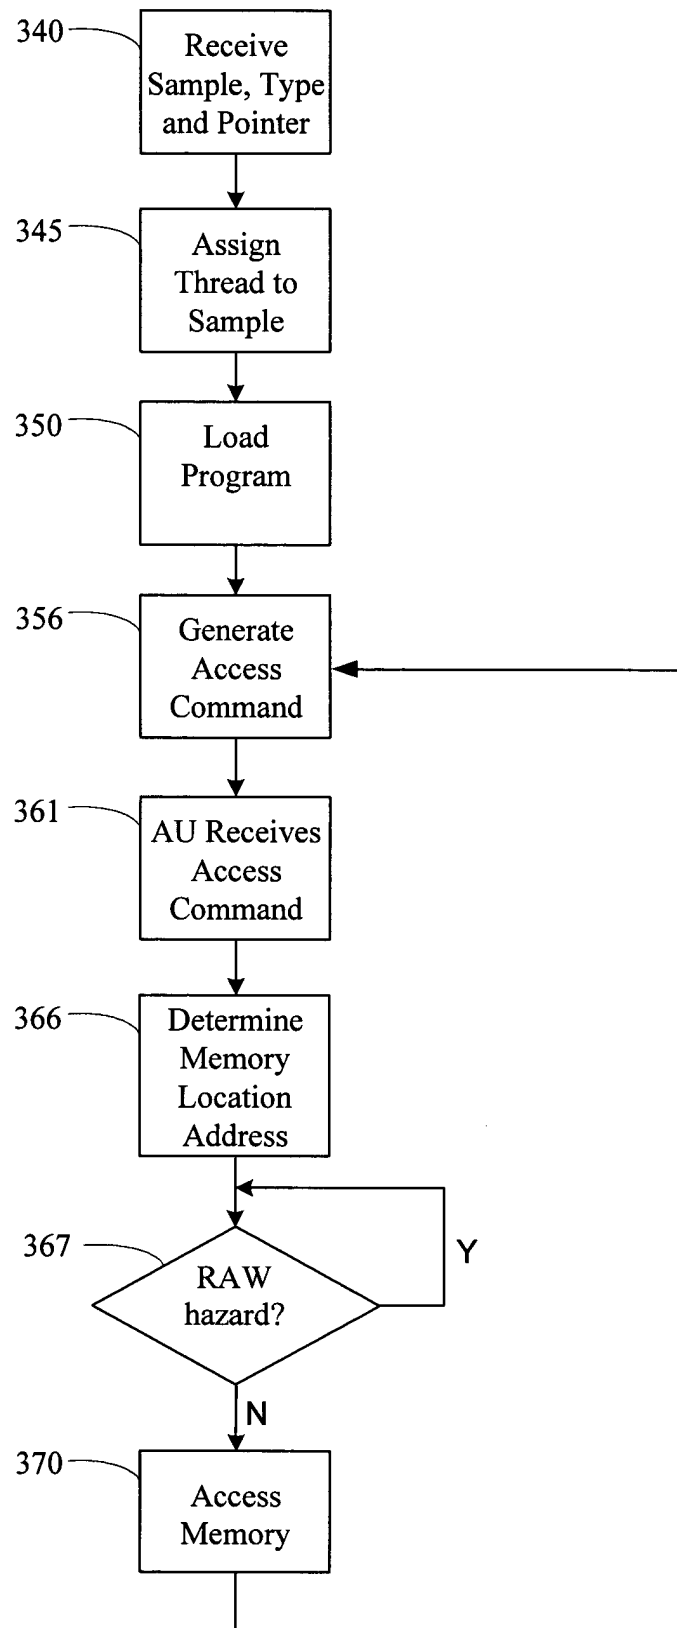 340
Receive
Sample, Type
and Pointer
345
Assign
Thread to
Sample
350
Load
Program
356
Generate
Access
Command
361
AU Receives
Access
Command
366
Determine
Memory
Location
Address
367
RAW
hazard?
Y
N
370
Access
Memory